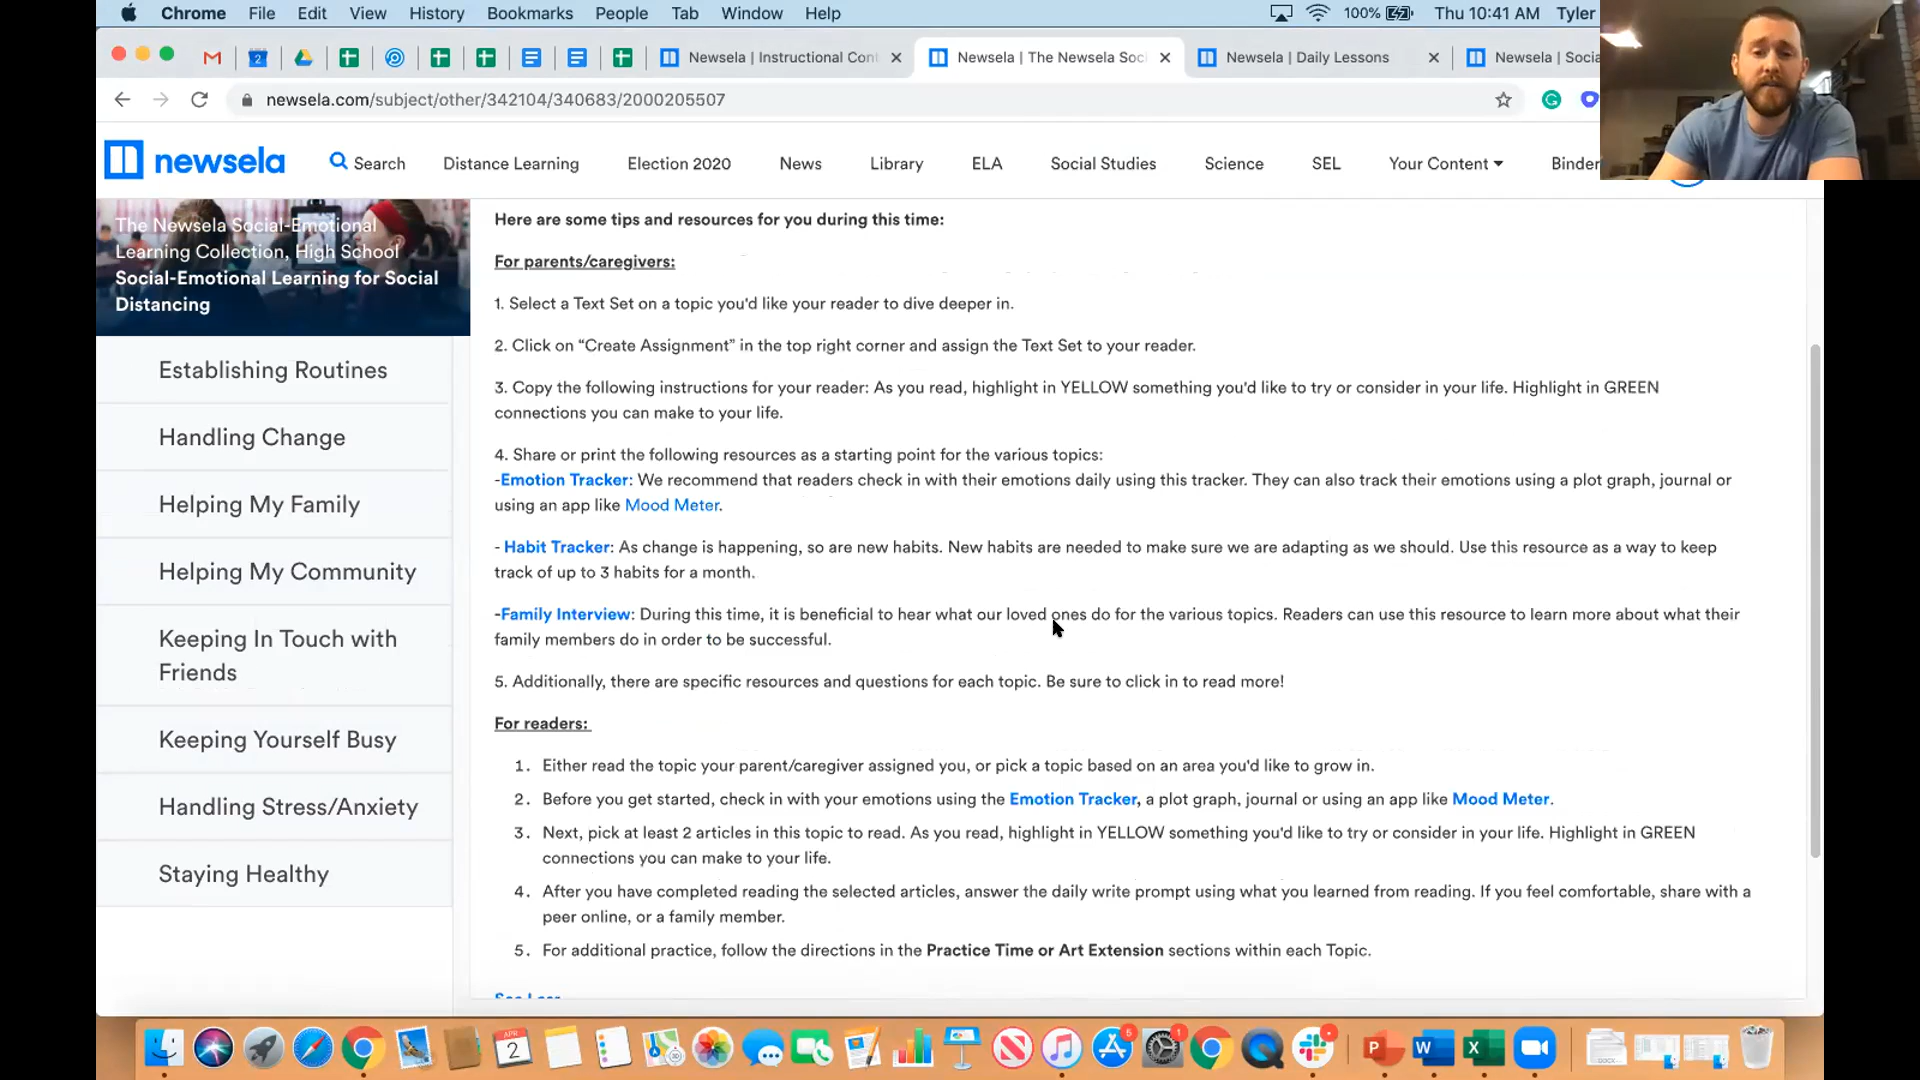 Chrome File Edit View History Bookmarks People Tab Window Help 100% Thu 10:41 AM Tyler
Newsela | Instructional Cont Newsela | The Newsela Soci Newsela | Daily Lessons Newsela | Socia
newsela.com/subject/other/342104/340683/2000205507
newsela Search Distance Learning Election 2020 News Library ELA Social Studies Science SEL Your Content Binder
The Newsela Social-Emotional
Learning Collection, High School
Social-Emotional Learning for Social
Distancing
Establishing Routines
Handling Change
Helping My Family
Helping My Community
Keeping In Touch with
Friends
Keeping Yourself Busy
Handling Stress/Anxiety
Staying Healthy
Here are some tips and resources for you during this time:
For parents/caregivers:
1. Select a Text Set on a topic you'd like your reader to dive deeper in.
2. Click on “Create Assignment” in the top right corner and assign the Text Set to your reader.
3. Copy the following instructions for your reader: As you read, highlight in YELLOW something you'd like to try or consider in your life. Highlight in GREEN
connections you can make to your life.
4. Share or print the following resources as a starting point for the various topics:
-Emotion Tracker: We recommend that readers check in with their emotions daily using this tracker. They can also track their emotions using a plot graph, journal or
using an app like Mood Meter.
- Habit Tracker: As change is happening, so are new habits. New habits are needed to make sure we are adapting as we should. Use this resource as a way to keep
track of up to 3 habits for a month.
-Family Interview: During this time, it is beneficial to hear what our loved ones do for the various topics. Readers can use this resource to learn more about what their
family members do in order to be successful.
5. Additionally, there are specific resources and questions for each topic. Be sure to click in to read more!
For readers:
1. Either read the topic your parent/caregiver assigned you, or pick a topic based on an area you'd like to grow in.
2. Before you get started, check in with your emotions using the Emotion Tracker, a plot graph, journal or using an app like Mood Meter.
3. Next, pick at least 2 articles in this topic to read. As you read, highlight in YELLOW something you'd like to try or consider in your life. Highlight in GREEN
connections you can make to your life.
4. After you have completed reading the selected articles, answer the daily write prompt using what you learned from reading. If you feel comfortable, share with a
peer online, or a family member.
5. For additional practice, follow the directions in the Practice Time or Art Extension sections within each Topic.
See Less
APR
2